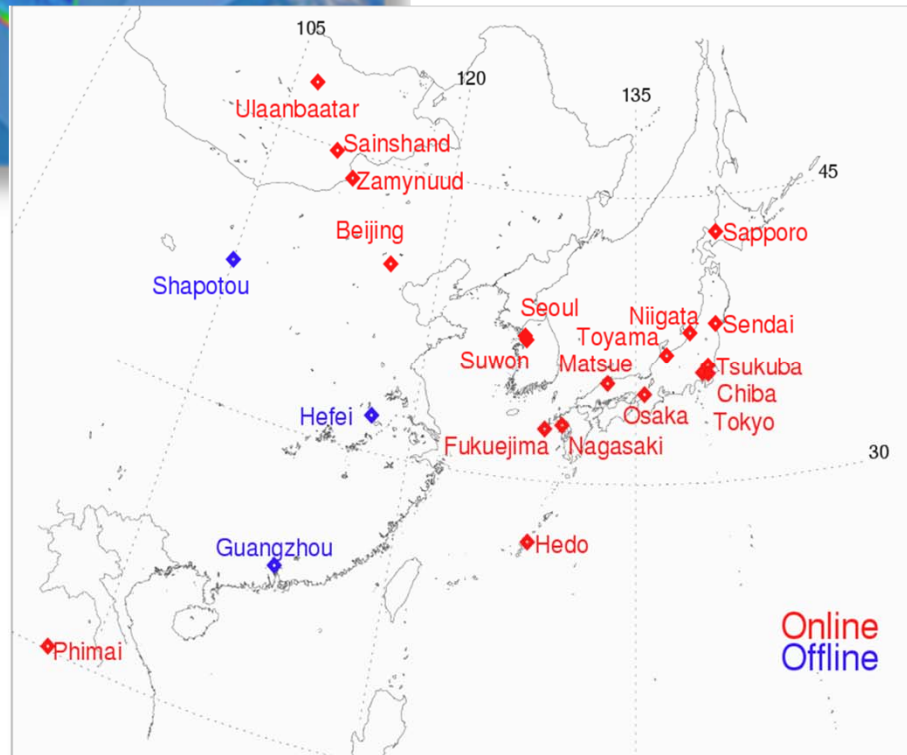 105
120
135
Ulaanbaatar
Sainshand
45
Zamynuud
Beijing
Sapporo
Shapotou
Seoul
Niigata
Sendai
Toyama
Suwon
Matsue
Tsukuba
Chiba
Hefei
Osaka
Tokyo
Fukuejima
Nagasaki
30
Guangzhou
Hedo
Online
Phimai
Offline